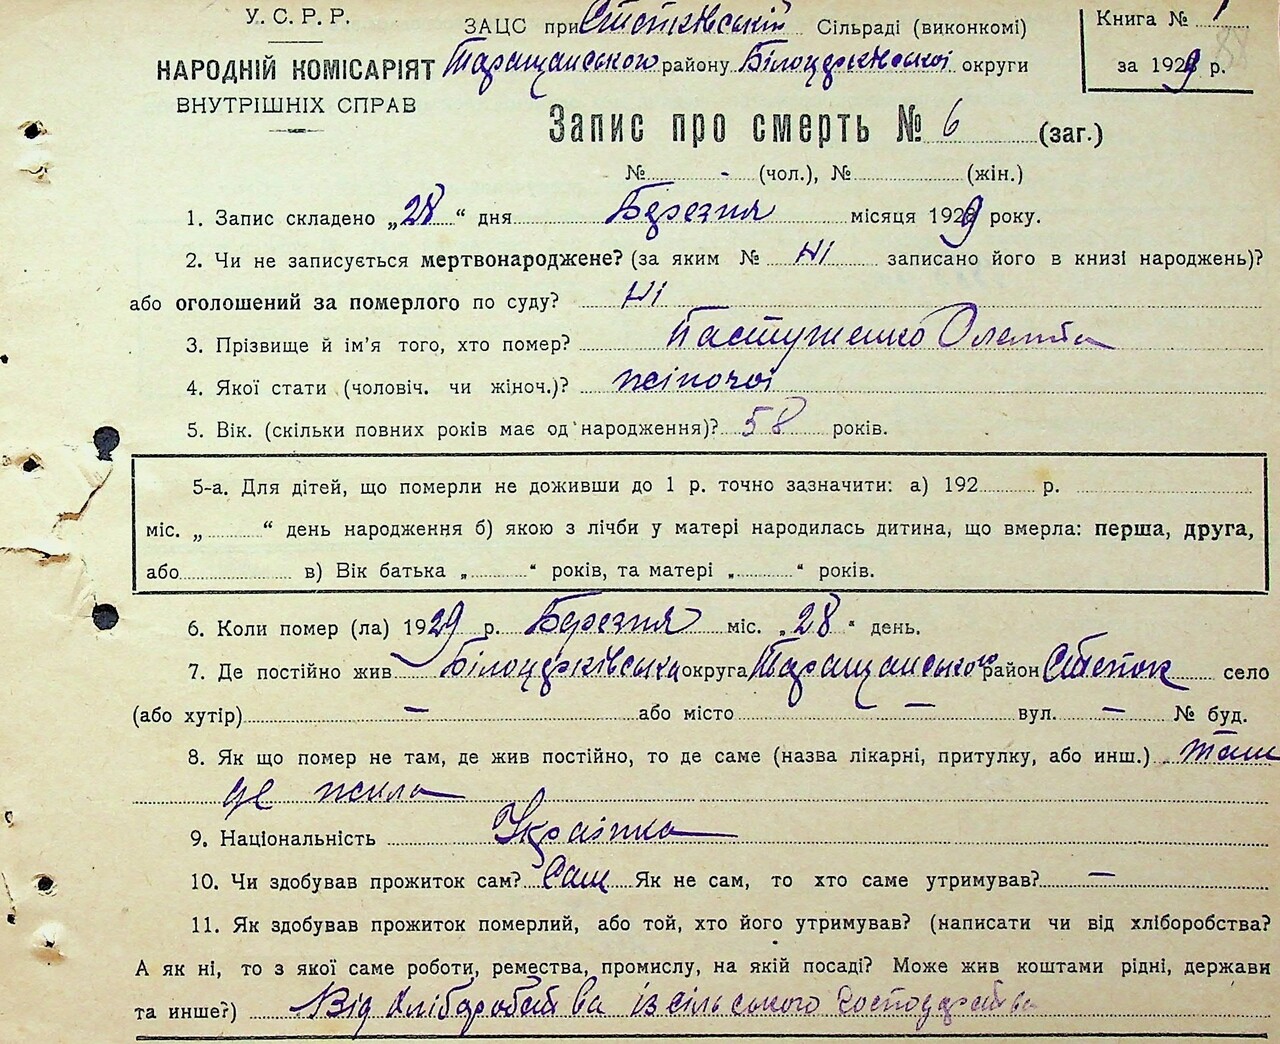 У. С. Р. Р.
НАРОДНІЙ КОМІСАРІЯТ
ВНУТРІШНІХ СПРАВ
ЗАЦС при Степківській Сільраді (виконкомі)
Таращанського району Білоцерківської округи
Книга № 1
за 1929 р.
88
Запис про смерть № 6 (заг.)
№ - (чол.), № (жін.)
1. Запис складено „28“ дня Березня місяця 1929 року.
2. Чи не записується мертвонароджене? (за яким № Ні записано його в книзі народжень)?
або оголошений за померлого по суду? Ні
3. Прізвище й ім'я того, хто помер? Пастушенко
4. Якої стати (чоловіч. чи жіноч.)? жіночої
5. Вік. (скільки повних років має од народження)? 58 років.
5-а. Для дітей, що померли не доживши до 1 р. точно зазначити: а) 192 р.
міс. „ “ день народження б) якою з лічби у матері народилась дитина, що вмерла: перша, друга,
або в) Вік батька „ “ років, та матері „ “ років.
6. Коли помер (ла) 1929 р. Березня міс. „28“ день.
7. Де постійно жив Білоцрківська округа Таращанського район Степок село
(або хутір) — або місто — вул. — № буд.
8. Як що помер не там, де жив постійно, то де саме (назва лікарні, притулку, або инш.) там
де жила
9. Національність Українка
10. Чи здобував прожиток сам? Сам Як не сам, то хто саме утримував? —
11. Як здобував прожиток померлий, або той, хто його утримував? (написати чи від хліборобства?
А як ні, то з якої саме роботи, ремества, промислу, на якій посаді? Може жив коштами рідні, держави
та инше?) Від хліборобства із сільського господарства